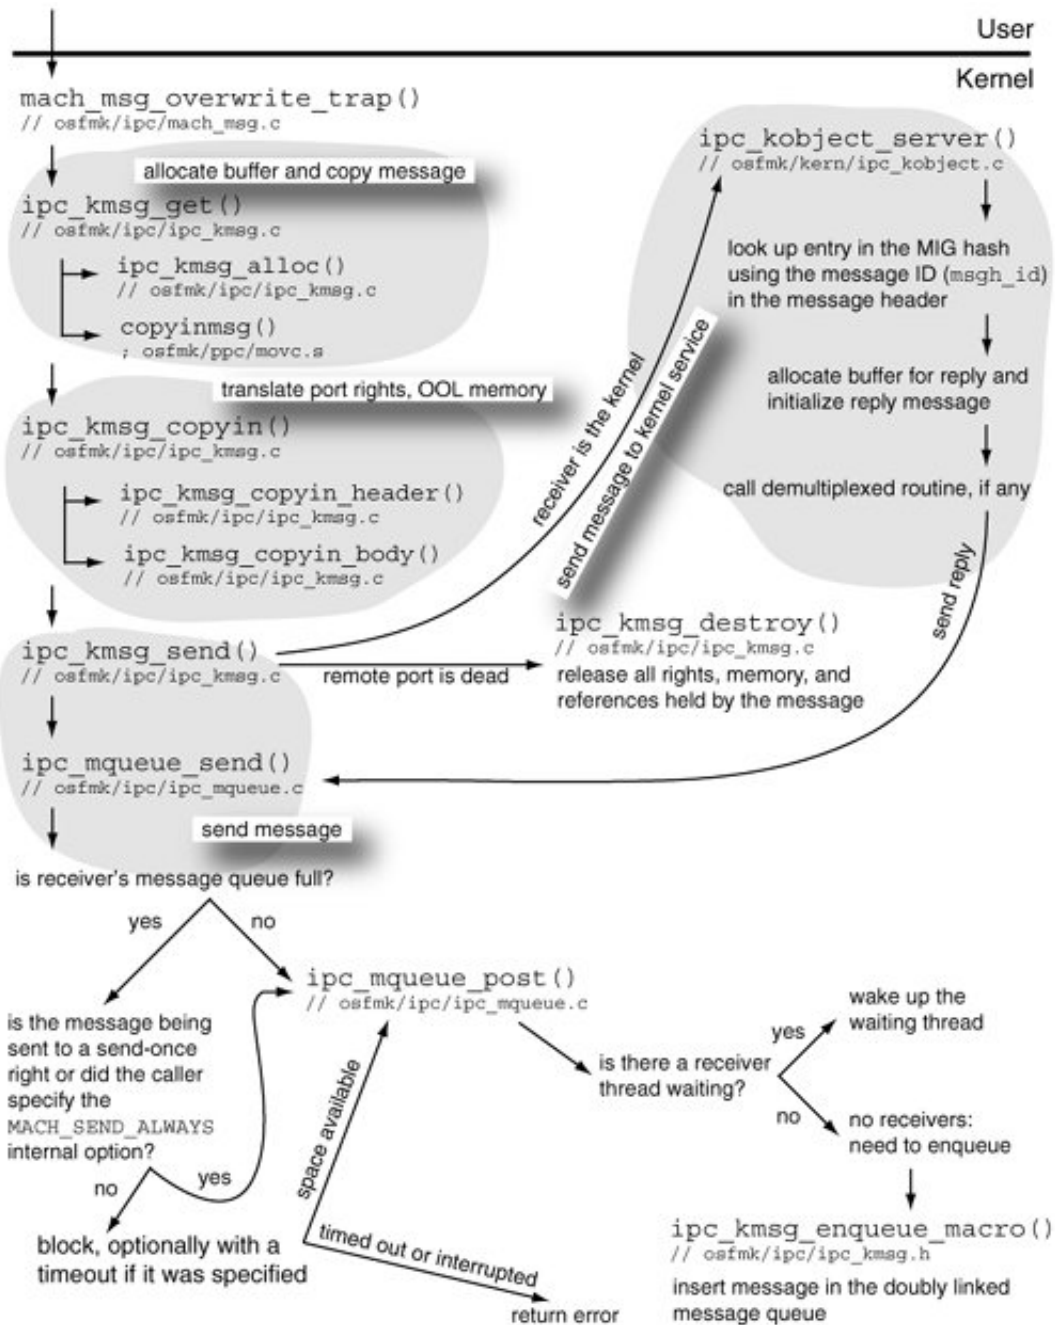 User
Kernel
mach_msg_overwrite_trap()
// osfmk/ipc/mach_msg.c
allocate buffer and copy message
ipc_kmsg_get()
// osfmk/ipc/ipc_kmsg.c
ipc_kmsg_alloc()
// osfmk/ipc/ipc_kmsg.c
copyinmsg()
; osfmk/ppc/movc.s
translate port rights, OOL memory
ipc_kmsg_copyin()
// osfmk/ipc/ipc_kmsg.c
ipc_kmsg_copyin_header()
// osfmk/ipc/ipc_kmsg.c
ipc_kmsg_copyin_body()
// osfmk/ipc/ipc_kmsg.c
ipc_kmsg_send()
// osfmk/ipc/ipc_kmsg.c
receiver is the kernel
send message to kernel service
ipc_kobject_server()
// osfmk/kern/ipc_kobject.c
look up entry in the MIG hash
using the message ID (msgh_id)
in the message header
allocate buffer for reply and
initialize reply message
call demultiplexed routine, if any
send reply
remote port is dead
ipc_kmsg_destroy()
// osfmk/ipc/ipc_kmsg.c
release all rights, memory, and
references held by the message
ipc_mqueue_send()
// osfmk/ipc/ipc_mqueue.c
send message
is receiver's message queue full?
yes
no
is the message being
sent to a send-once
right or did the caller
specify the
MACH_SEND_ALWAYS
internal option?
no
yes
block, optionally with a
timeout if it was specified
space available
timed out or interrupted
return error
ipc_mqueue_post()
// osfmk/ipc/ipc_mqueue.c
is there a receiver
thread waiting?
yes
wake up the
waiting thread
no
no receivers:
need to enqueue
ipc_kmsg_enqueue_macro()
// osfmk/ipc/ipc_kmsg.h
insert message in the doubly linked
message queue